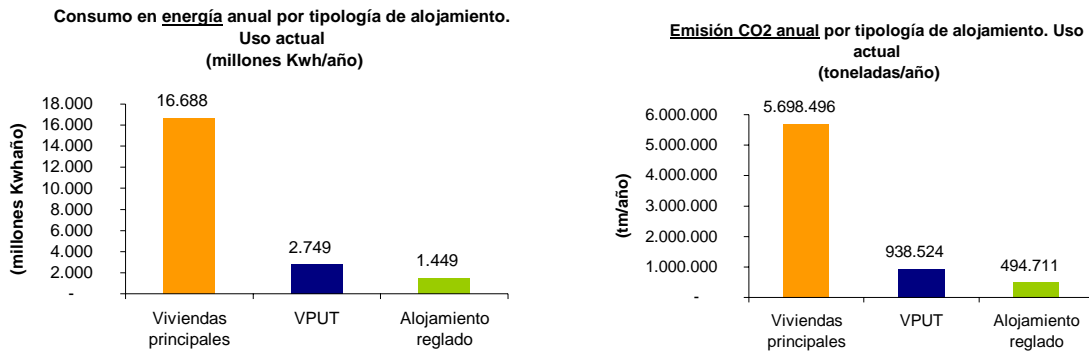 Consumo en energía anual por tipología de alojamiento.
Uso actual
(millones Kwh/año)
(millones Kwhaño)
18.000
16.000
14.000
12.000
10.000
8.000
6.000
4.000
2.000
-
16.688
2.749
1.449
Viviendas
principales
VPUT
Alojamiento
reglado
Emisión CO2 anual por tipología de alojamiento. Uso
actual
(toneladas/año)
(tm/año)
6.000.000
5.000.000
4.000.000
3.000.000
2.000.000
1.000.000
-
5.698.496
938.524
494.711
Viviendas
principales
VPUT
Alojamiento
reglado